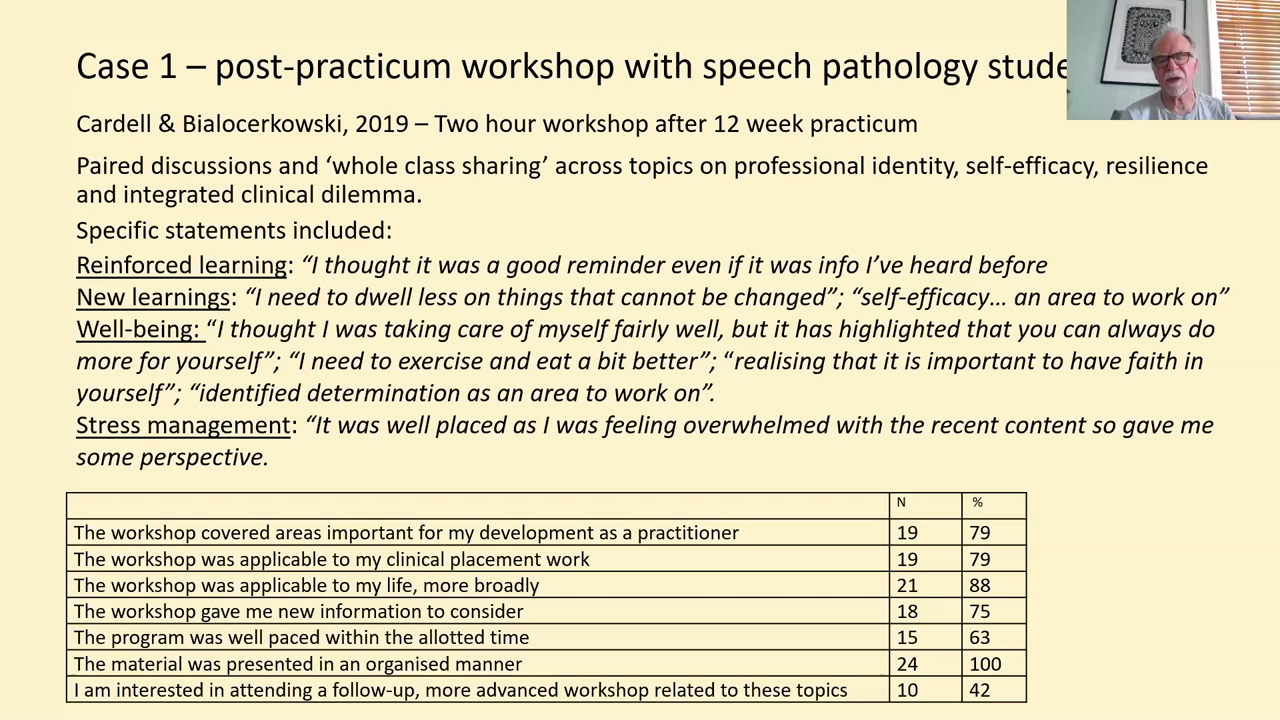 Case 1 – post-practicum workshop with speech pathology stude
Cardell & Bialocerkowski, 2019 – Two hour workshop after 12 week practicum
Paired discussions and ‘whole class sharing’ across topics on professional identity, self-efficacy, resilience
and integrated clinical dilemma.
Specific statements included:
Reinforced learning: “I thought it was a good reminder even if it was info I’ve heard before
New learnings: “I need to dwell less on things that cannot be changed”; “self-efficacy… an area to work on”
Well-being: “I thought I was taking care of myself fairly well, but it has highlighted that you can always do
more for yourself”; “I need to exercise and eat a bit better”; “realising that it is important to have faith in
yourself”; “identified determination as an area to work on”.
Stress management: “It was well placed as I was feeling overwhelmed with the recent content so gave me
some perspective.
N %
The workshop covered areas important for my development as a practitioner 19 79
The workshop was applicable to my clinical placement work 19 79
The workshop was applicable to my life, more broadly 21 88
The workshop gave me new information to consider 18 75
The program was well paced within the allotted time 15 63
The material was presented in an organised manner 24 100
I am interested in attending a follow-up, more advanced workshop related to these topics 10 42